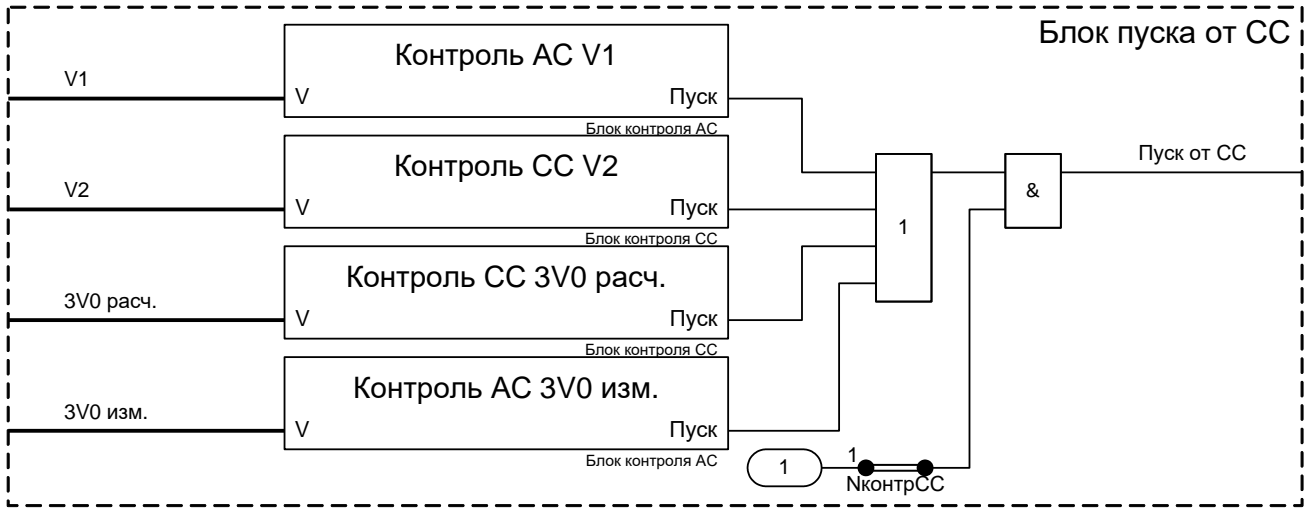 Блок пуска от СС
Контроль АС V1
V1
V
Пуск
Блок контроля АС
Контроль СС V2
V2
V
Пуск
Блок контроля СС
Контроль СС 3V0 расч.
3V0 расч.
V
Пуск
Блок контроля СС
Контроль АС 3V0 изм.
3V0 изм.
V
Пуск
Блок контроля АС
1
&
Пуск от СС
1
1
NконтрСС